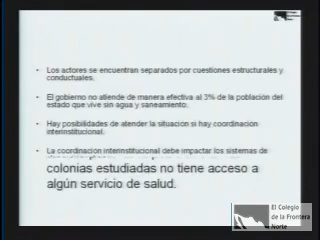 • Los actores se encuentran separados por cuestiones estructurales y
conductuales.
• El gobierno no atiende de manera efectiva al 3% de la población del
estado que vive sin agua y saneamiento.
• Hay posibilidades de atender la situación si hay coordinación
interinstitucional.
• La coordinación interinstitucional debe impactar los sistemas de
colonias estudiadas no tiene acceso a
algún servicio de salud.
El Colegio
de la Frontera
Norte